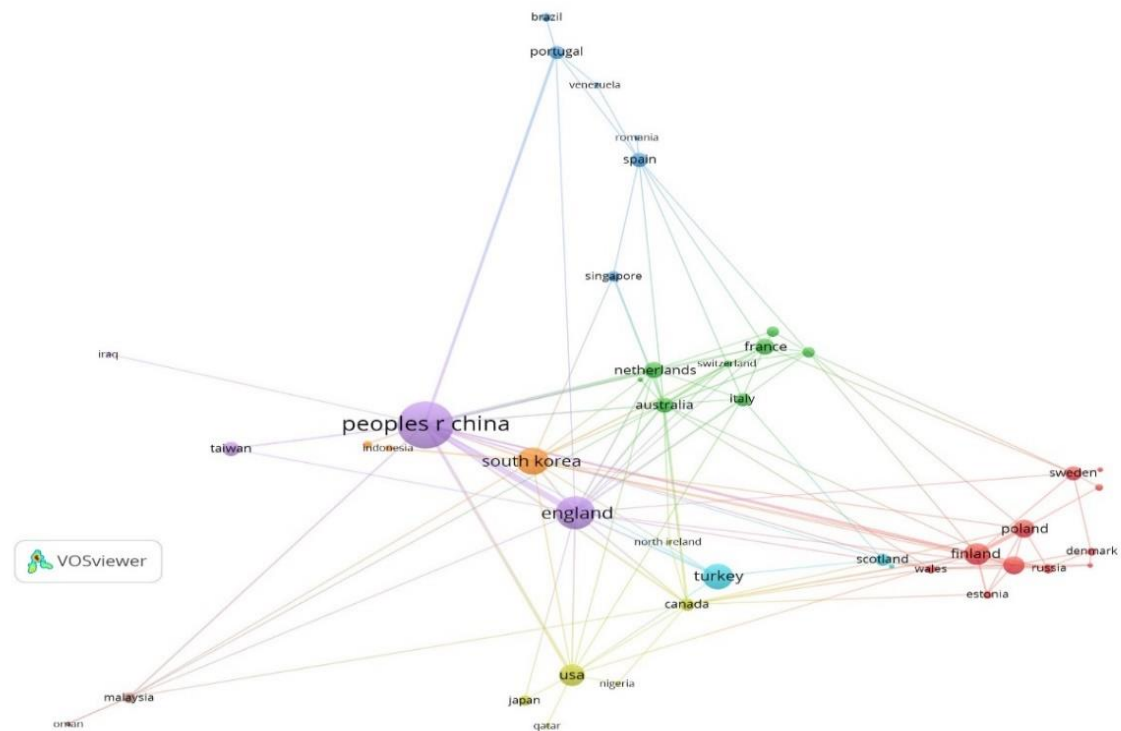 brazil
portugal
venezuela
romania
spain
singapore
france
iraq
netherlands
switzerland
australia
italy
peoples r china
taiwan
indonesia
south korea
sweden
england
poland
north ireland
finland
denmark
VOSviewer
scotland
wales
russia
turkey
estonia
canada
usa
nigeria
malaysia
japan
oman
qatar